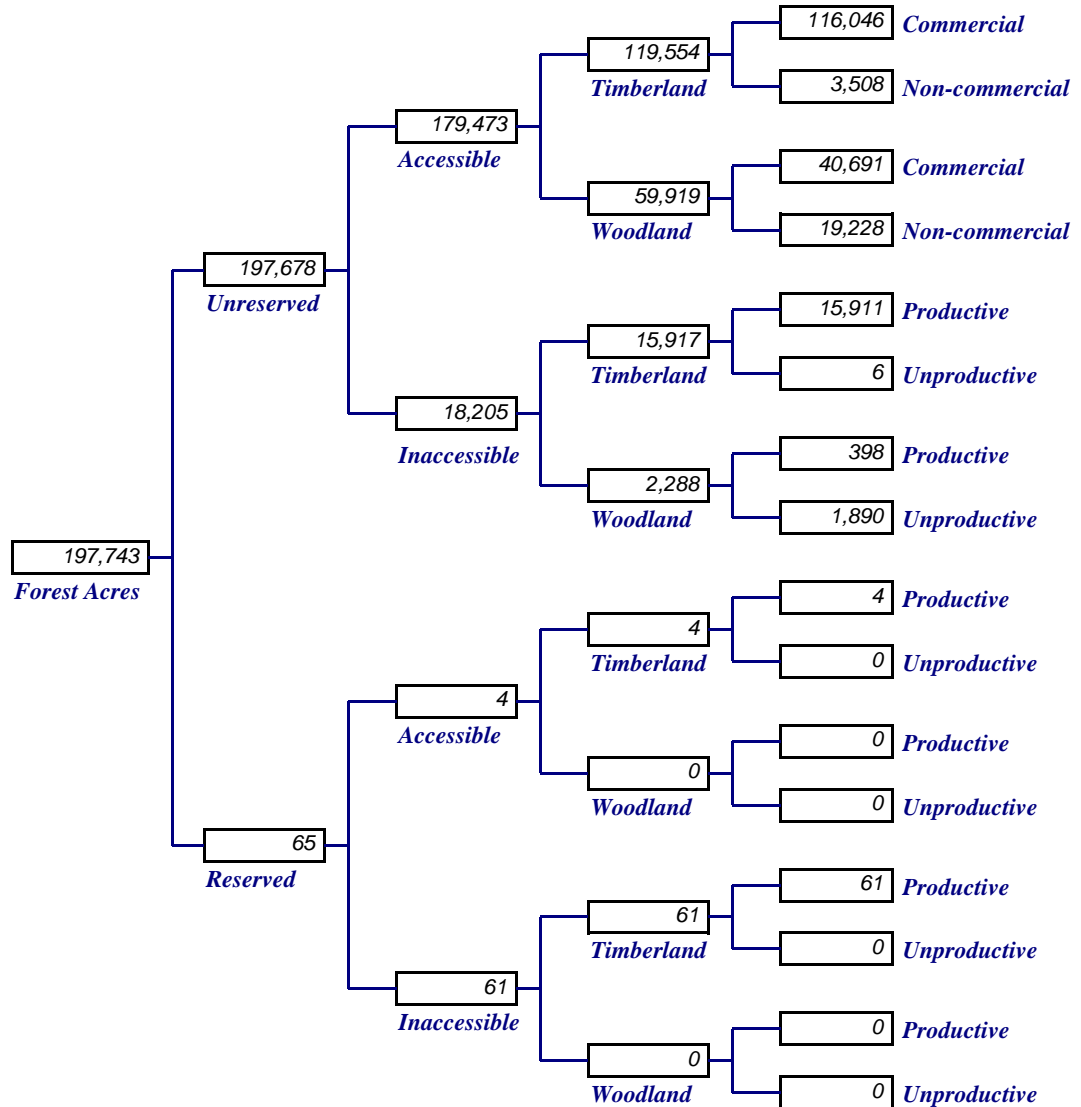 116,046 Commercial
119,554
Timberland
3,508 Non-commercial
179,473
Accessible
40,691 Commercial
59,919
Woodland
19,228 Non-commercial
197,678
Unreserved
15,911 Productive
15,917
Timberland
6 Unproductive
18,205
Inaccessible
398 Productive
2,288
Woodland
1,890 Unproductive
197,743
Forest Acres
4 Productive
4
Timberland
0 Unproductive
4
Accessible
0 Productive
0
Woodland
0 Unproductive
65
Reserved
61 Productive
61
Timberland
0 Unproductive
61
Inaccessible
0 Productive
0
Woodland
0 Unproductive